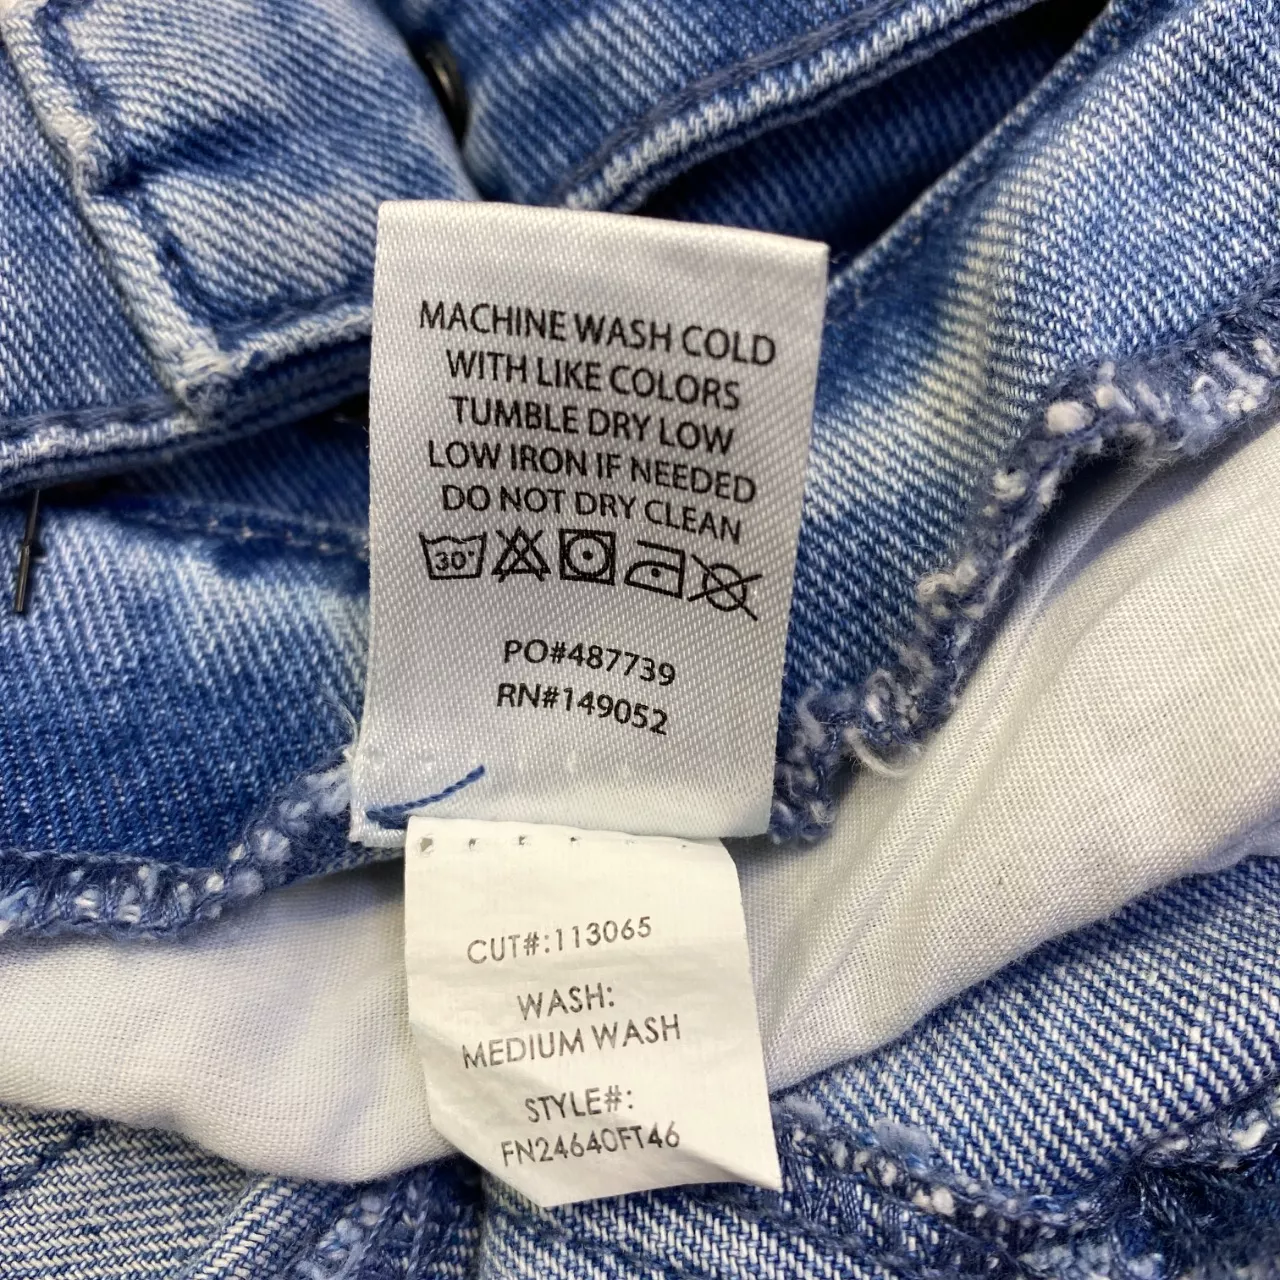 MACHINE WASH COLD
WITH LIKE COLORS
TUMBLE DRY LOW
LOW IRON IF NEEDED
DO NOT DRY CLEAN
30°
PO#487739
RN#149052
CUT#:113065
WASH:
MEDIUM WASH
STYLE#:
FN24640FT46